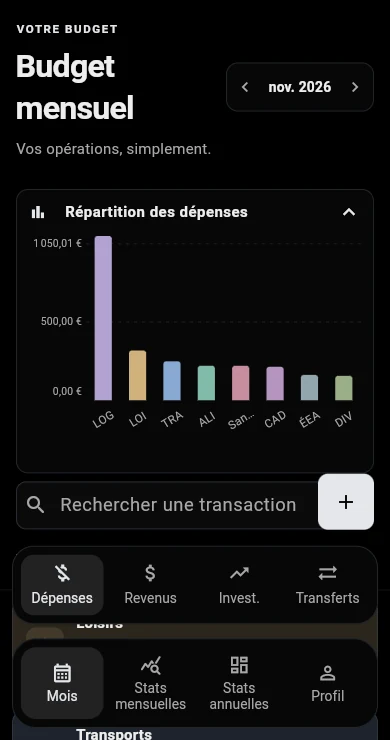 VOTRE BUDGET
Budget
mensuel
nov. 2026
Vos opérations, simplement.
Répartition des dépenses
1 050,01 €
500,00 €
0,00 €
LOG LOI TRA ALI San... CAD ÉEA DIV
Rechercher une transaction
Dépenses Revenus Invest. Transferts
Loisirs
Mois Stats mensuelles Stats annuelles Profil
Transports